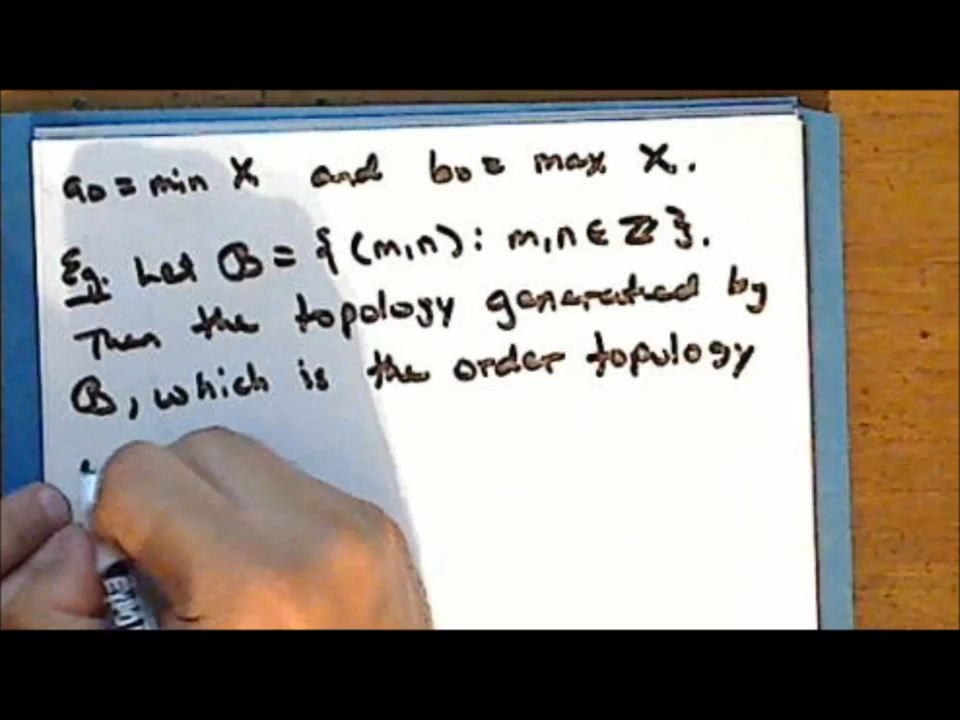 a₀ = min X and b₀ = max X.
Eg. Let 𝔅 = {(m,n) : m,n ∈ ℤ}.
Then the topology generated by
𝔅, which is the order topology